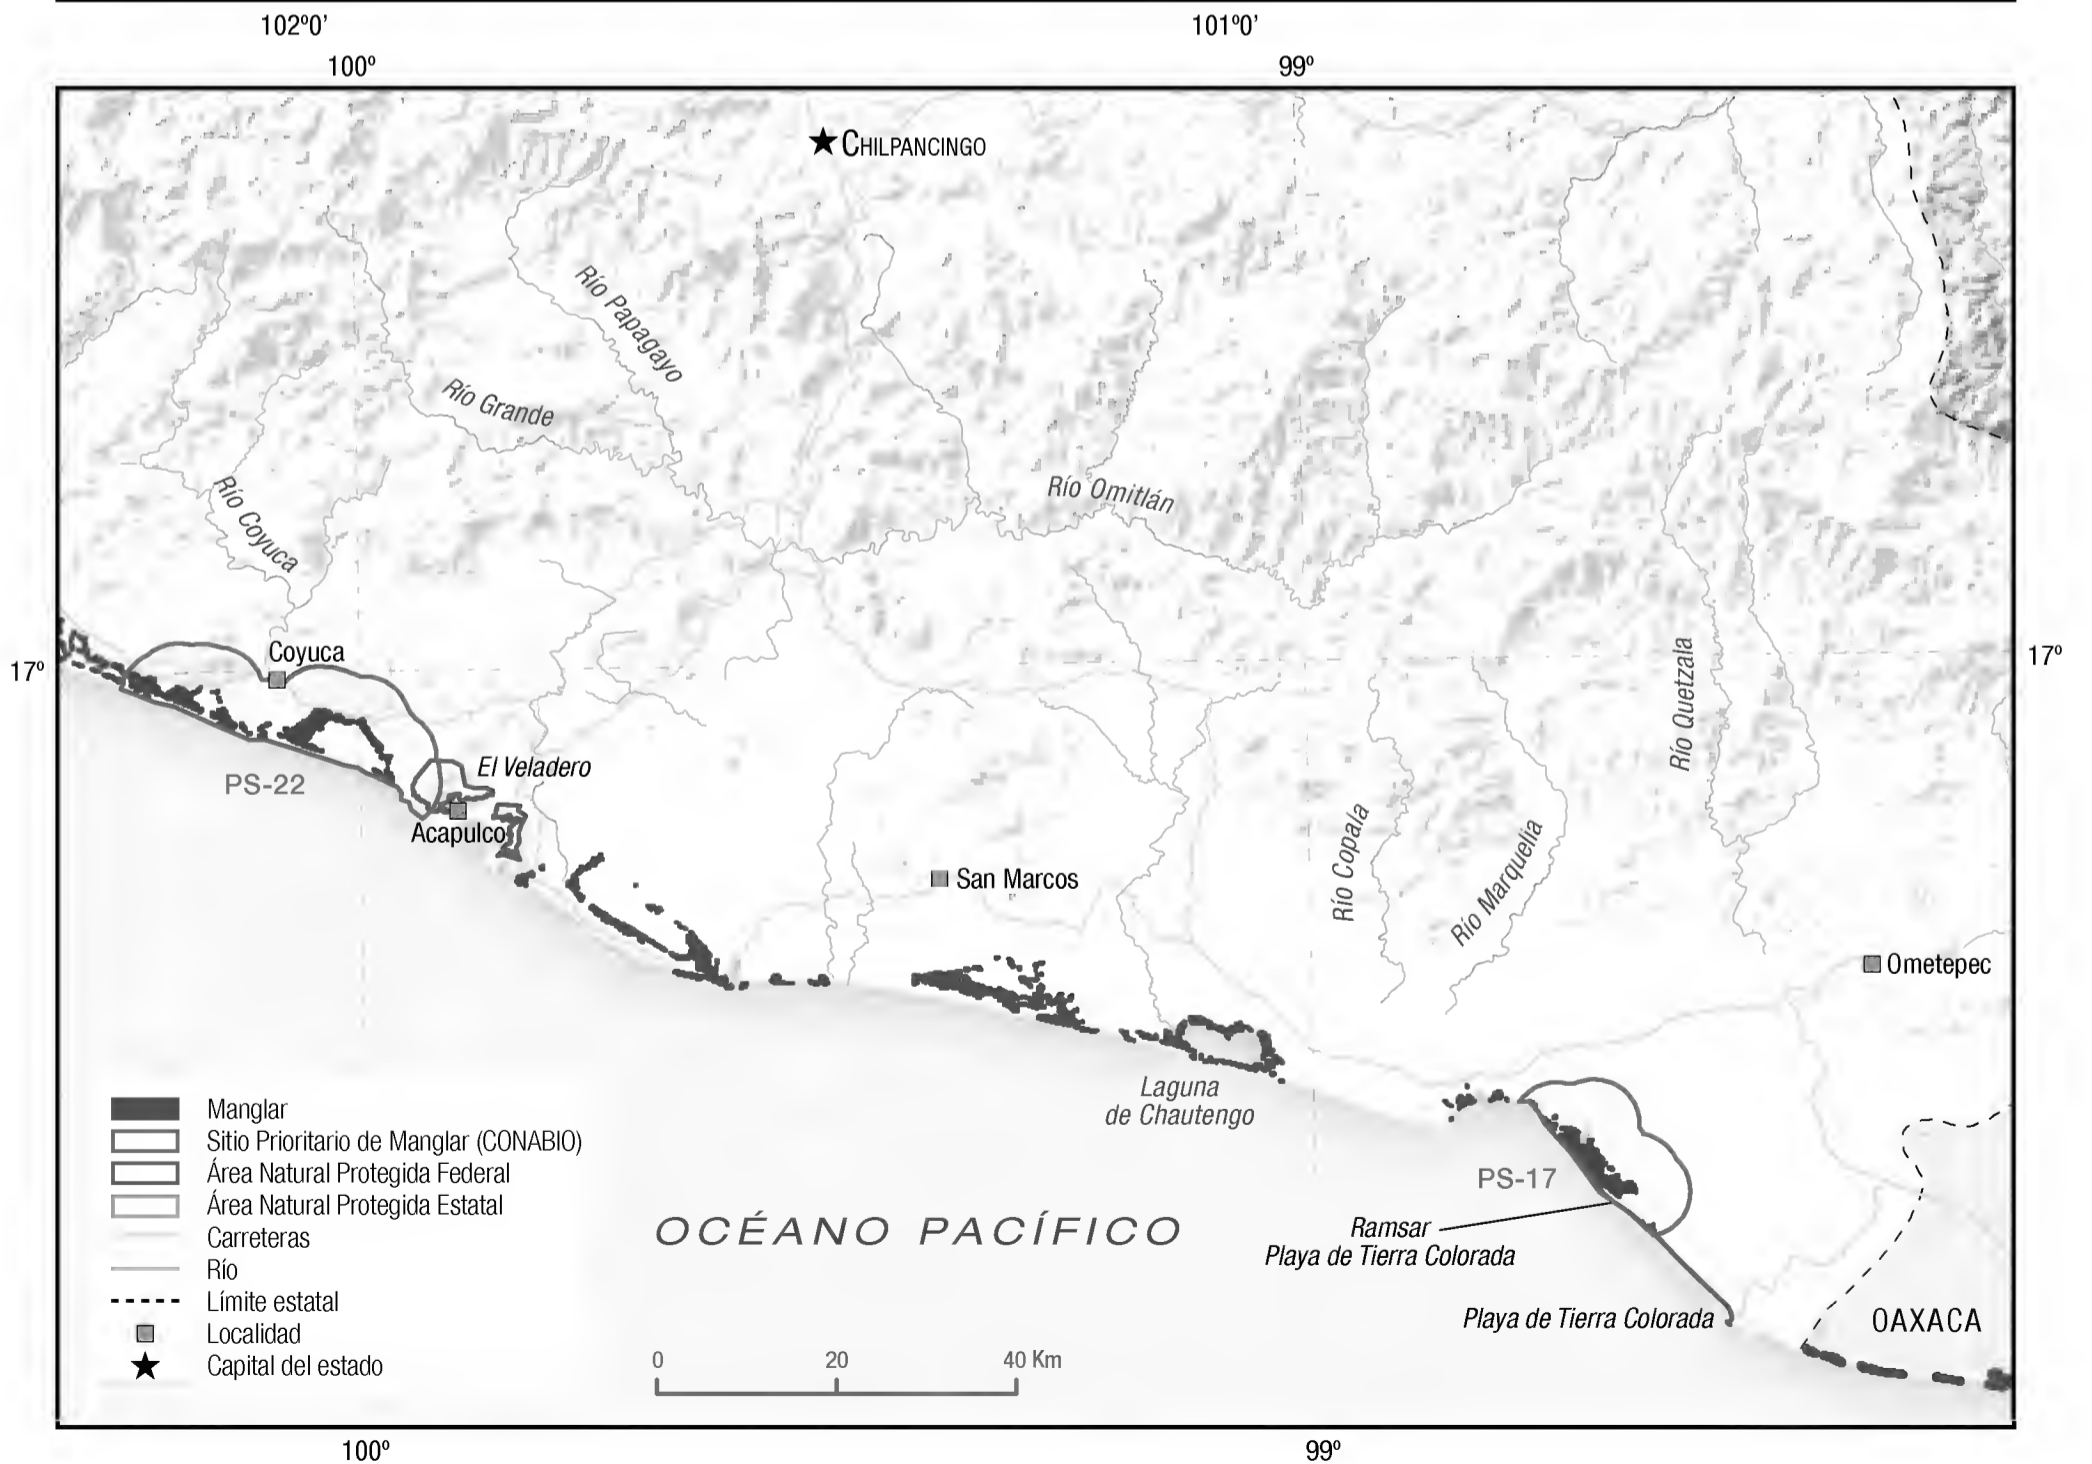 102º0'
101º0'
100º
99º
CHILPANCINGO
Río Papagayo
Río Grande
Río Omitlán
Río Coyuca
17º
Coyuca
17º
Río Quetzala
El Veladero
PS-22
Acapulco
Río Copala
Río Marquelia
San Marcos
Ometepec
Laguna
de Chautengo
Manglar
Sitio Prioritario de Manglar (CONABIO)
Área Natural Protegida Federal
Área Natural Protegida Estatal
Carreteras
Río
Límite estatal
Localidad
Capital del estado
PS-17
OCÉANO PACÍFICO
Ramsar
Playa de Tierra Colorada
Playa de Tierra Colorada
OAXACA
0 20 40 Km
100º
99º